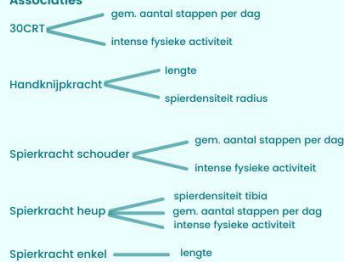 Associaties
gem. aantal stappen per dag
30CRT
intense fysieke activiteit
lengte
Handknijpkracht
spierdensiteit radius
gem. aantal stappen per dag
Spierkracht schouder
intense fysieke activiteit
spierdensiteit tibia
Spierkracht heup
gem. aantal stappen per dag
intense fysieke activiteit
Spierkracht enkel
lengte